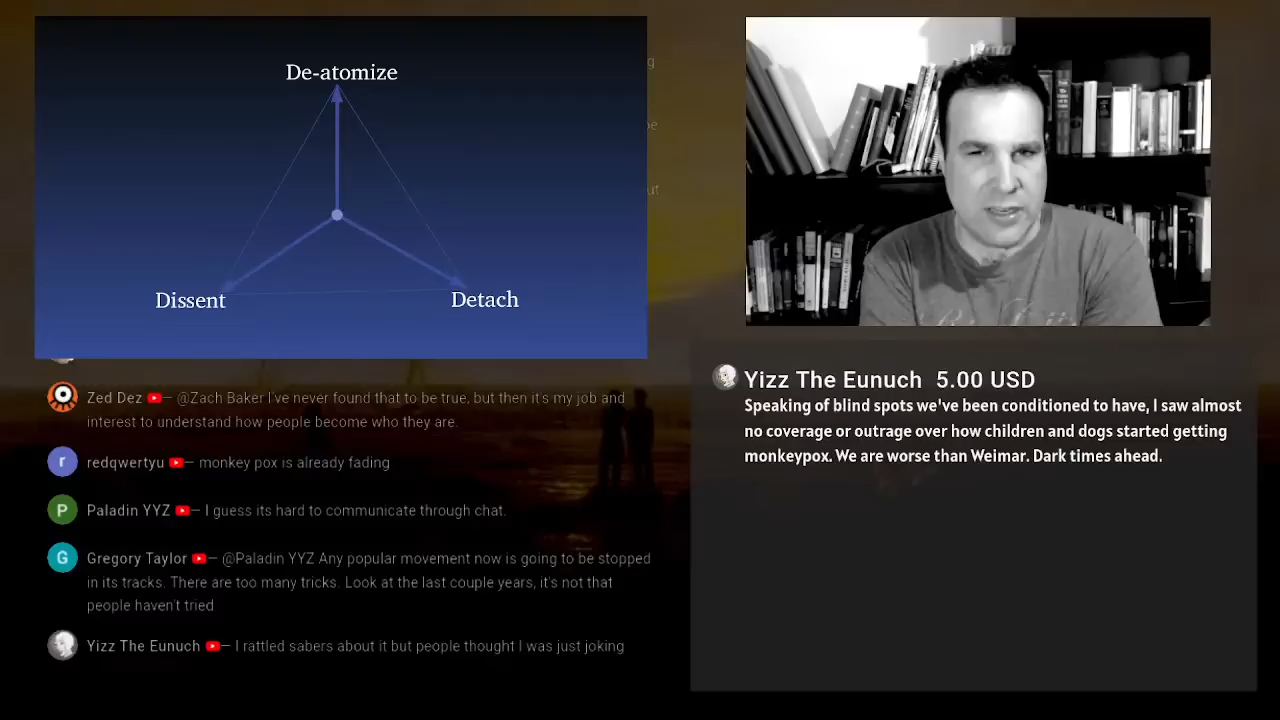 De-atomize
Dissent
Detach
Zed Dez — @Zach Baker I've never found that to be true, but then it's my job and
interest to understand how people become who they are.
r redqwertyu — monkey pox is already fading
P Paladin YYZ — I guess its hard to communicate through chat.
G Gregory Taylor — @Paladin YYZ Any popular movement now is going to be stopped
in its tracks. There are too many tricks. Look at the last couple years, it's not that
people haven't tried
Yizz The Eunuch — I rattled sabers about it but people thought I was just joking
Yizz The Eunuch 5.00 USD
Speaking of blind spots we've been conditioned to have, I saw almost
no coverage or outrage over how children and dogs started getting
monkeypox. We are worse than Weimar. Dark times ahead.